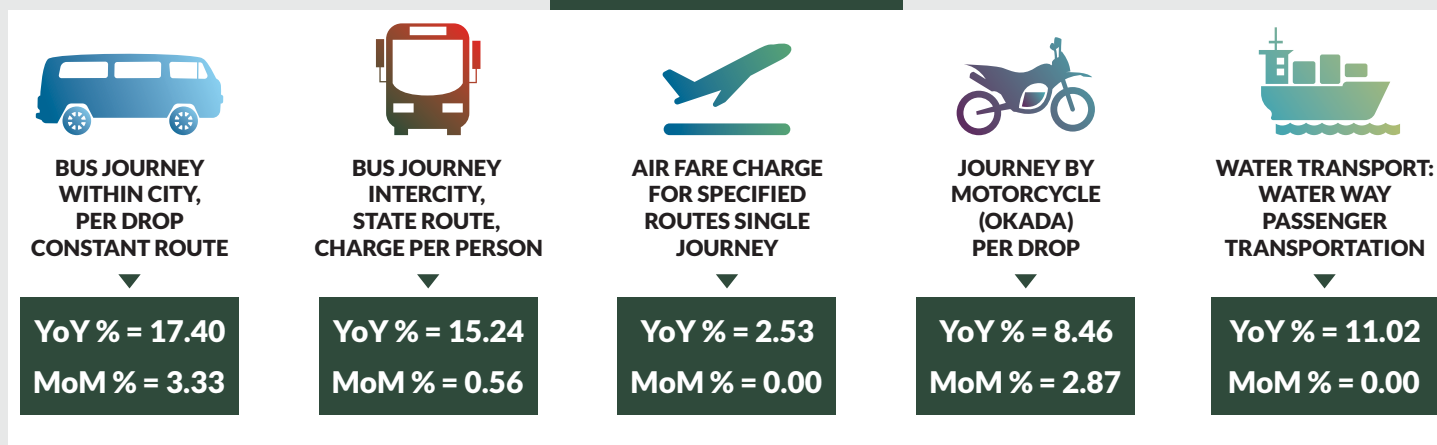 BUS JOURNEY
WITHIN CITY,
PER DROP
CONSTANT ROUTE
YoY % = 17.40
MoM % = 3.33
BUS JOURNEY
INTERCITY,
STATE ROUTE,
CHARGE PER PERSON
YoY % = 15.24
MoM % = 0.56
AIR FARE CHARGE
FOR SPECIFIED
ROUTES SINGLE
JOURNEY
YoY % = 2.53
MoM % = 0.00
JOURNEY BY
MOTORCYCLE
(OKADA)
PER DROP
YoY % = 8.46
MoM % = 2.87
WATER TRANSPORT:
WATER WAY
PASSENGER
TRANSPORTATION
YoY % = 11.02
MoM % = 0.00